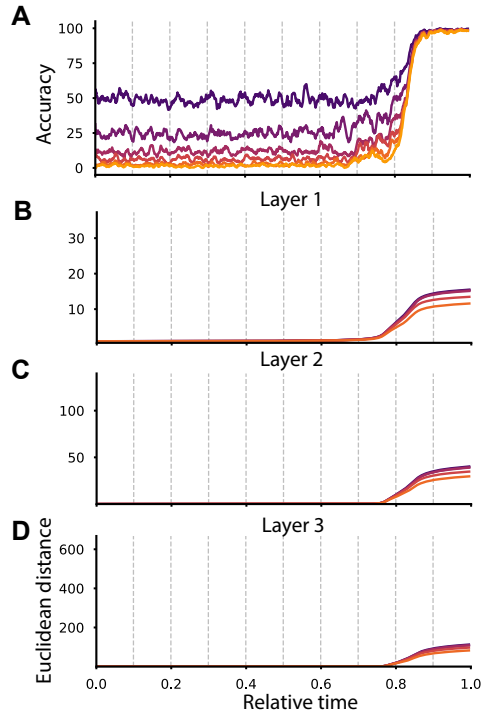 A
100
75
50
25
0
Accuracy
Layer 1
B
30
20
10
Layer 2
C
100
50
Layer 3
D
600
400
200
Euclidean distance
0.0 0.2 0.4 0.6 0.8 1.0
Relative time